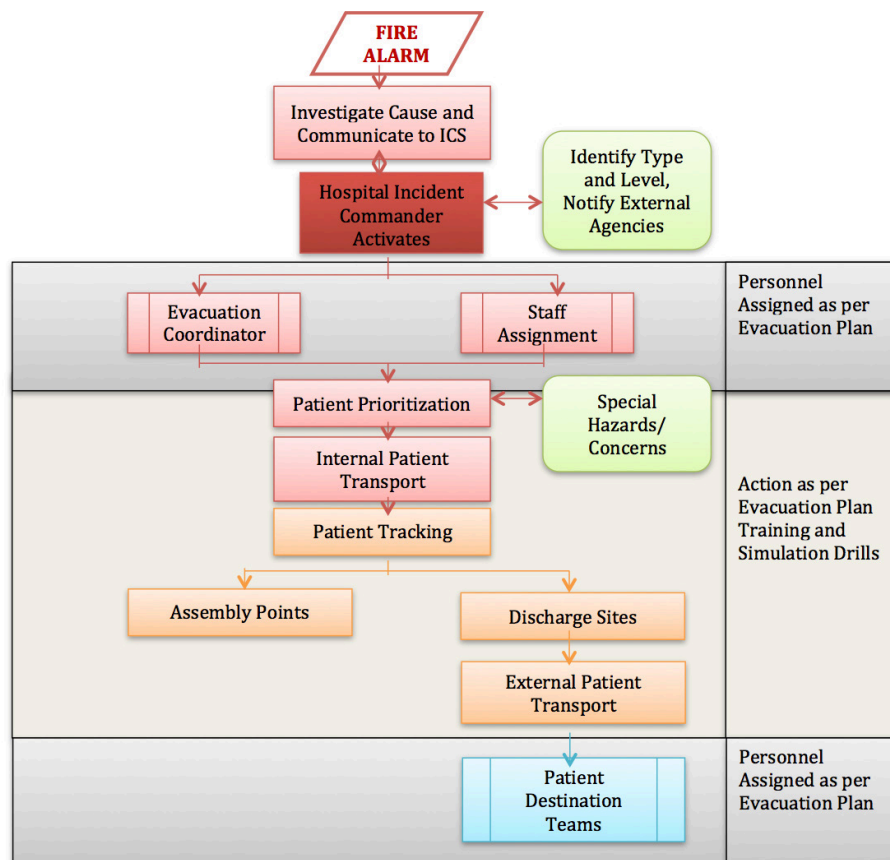 FIRE
ALARM
Investigate Cause and
Communicate to ICS
Identify Type
and Level,
Notify External
Agencies
Hospital Incident
Commander
Activates
Personnel
Assigned as per
Evacuation Plan
Evacuation
Coordinator
Staff
Assignment
Patient Prioritization
Special
Hazards/
Concerns
Internal Patient
Transport
Action as per
Evacuation Plan
Training and
Simulation Drills
Patient Tracking
Assembly Points
Discharge Sites
External Patient
Transport
Personnel
Assigned as per
Evacuation Plan
Patient
Destination
Teams